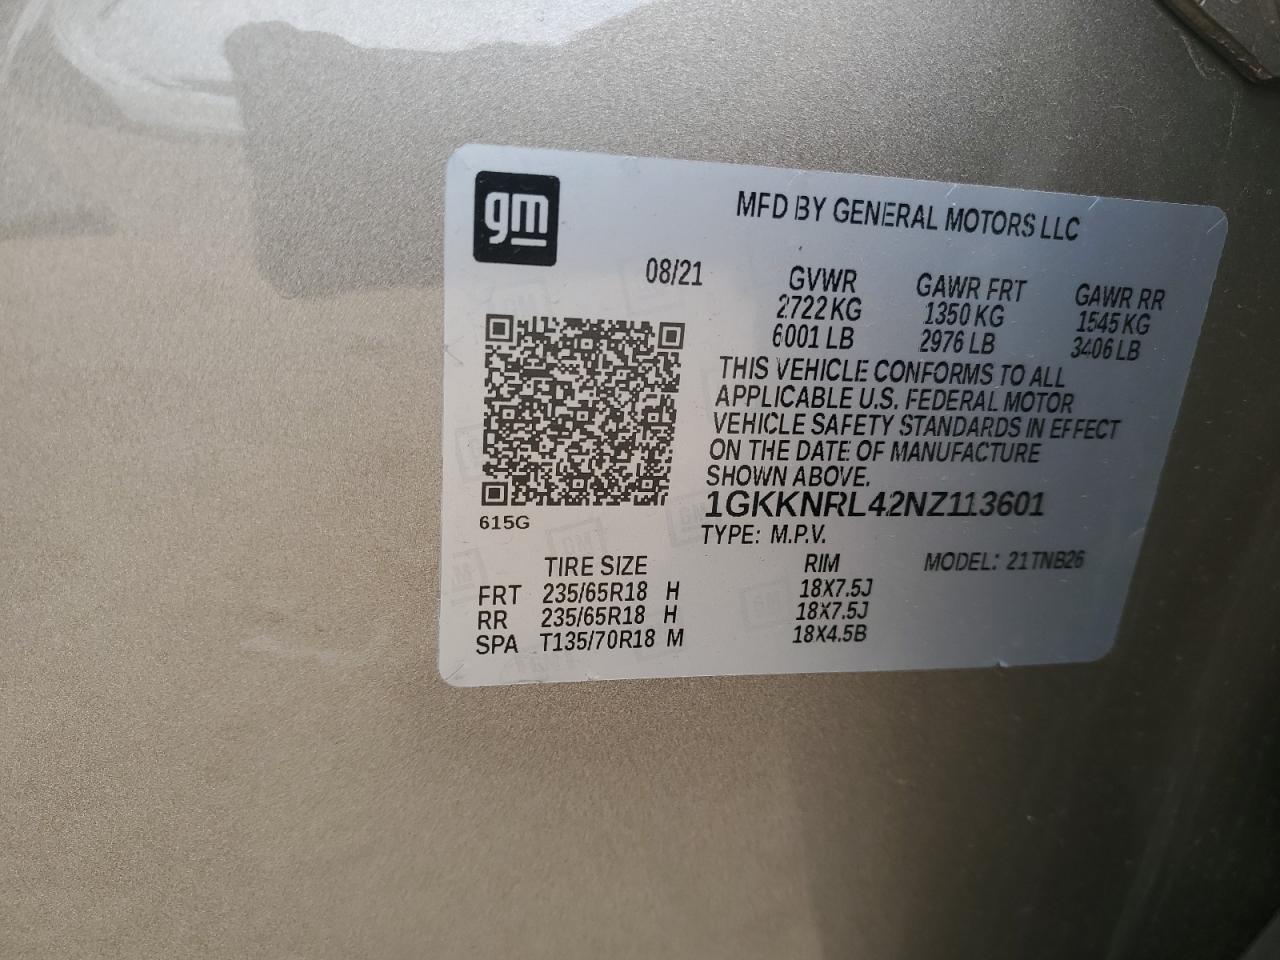 gm
MFD BY GENERAL MOTORS LLC
08/21
GVWR GAWR FRT GAWR RR
2722 KG 1350 KG 1545 KG
6001 LB 2976 LB 3406 LB
THIS VEHICLE CONFORMS TO ALL
APPLICABLE U.S. FEDERAL MOTOR
VEHICLE SAFETY STANDARDS IN EFFECT
ON THE DATE OF MANUFACTURE
SHOWN ABOVE.
1GKKNRL42NZ113601
615G
TYPE: M.P.V.
TIRE SIZE RIM MODEL: 21TNB26
FRT 235/65R18 H 18X7.5J
RR 235/65R18 H 18X7.5J
SPA T135/70R18 M 18X4.5B